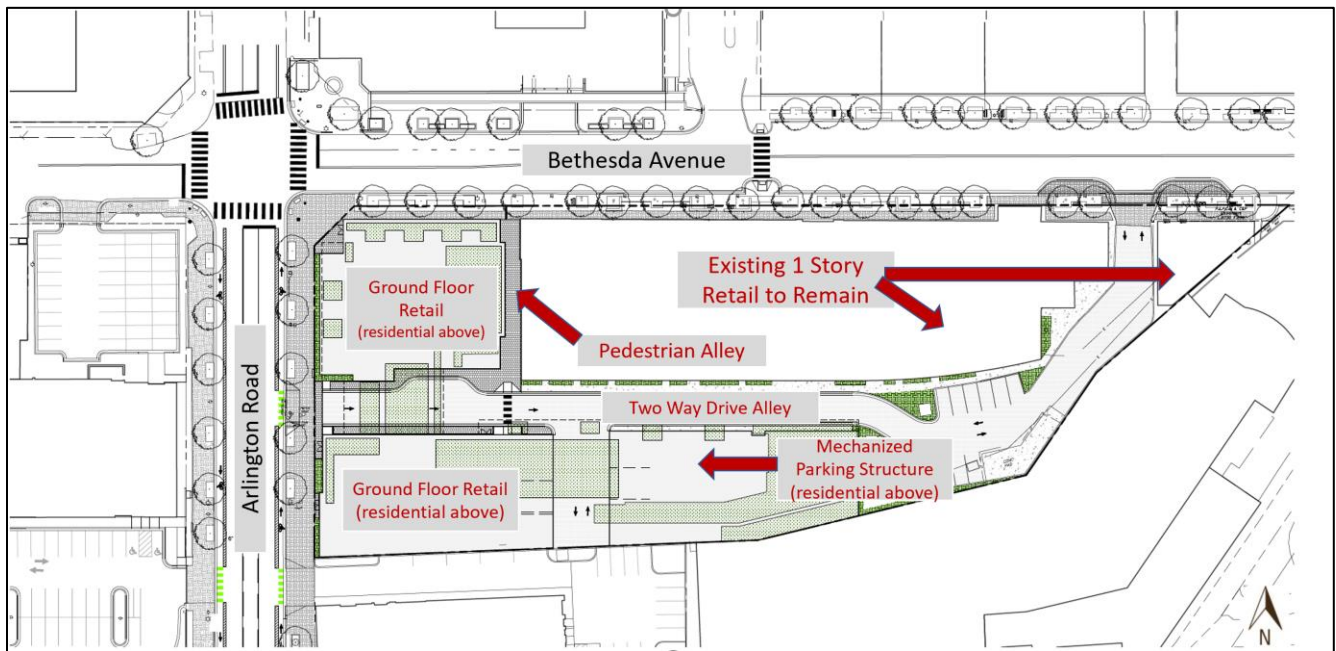 Bethesda Avenue
Existing 1 Story
Retail to Remain
Ground Floor
Retail
(residential above)
Pedestrian Alley
Arlington Road
Two Way Drive Alley
Mechanized
Parking Structure
(residential above)
Ground Floor Retail
(residential above)
N